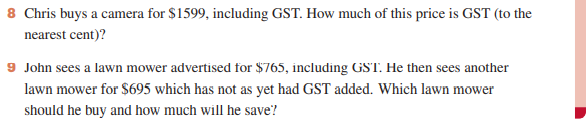 8 Chris buys a camera for $1599, including GST. How much of this price is GST (to the
nearest cent)?
9 John sees a lawn mower advertised for $765, including GST. He then sees another
lawn mower for $695 which has not as yet had GST added. Which lawn mower
should he buy and how much will he save?